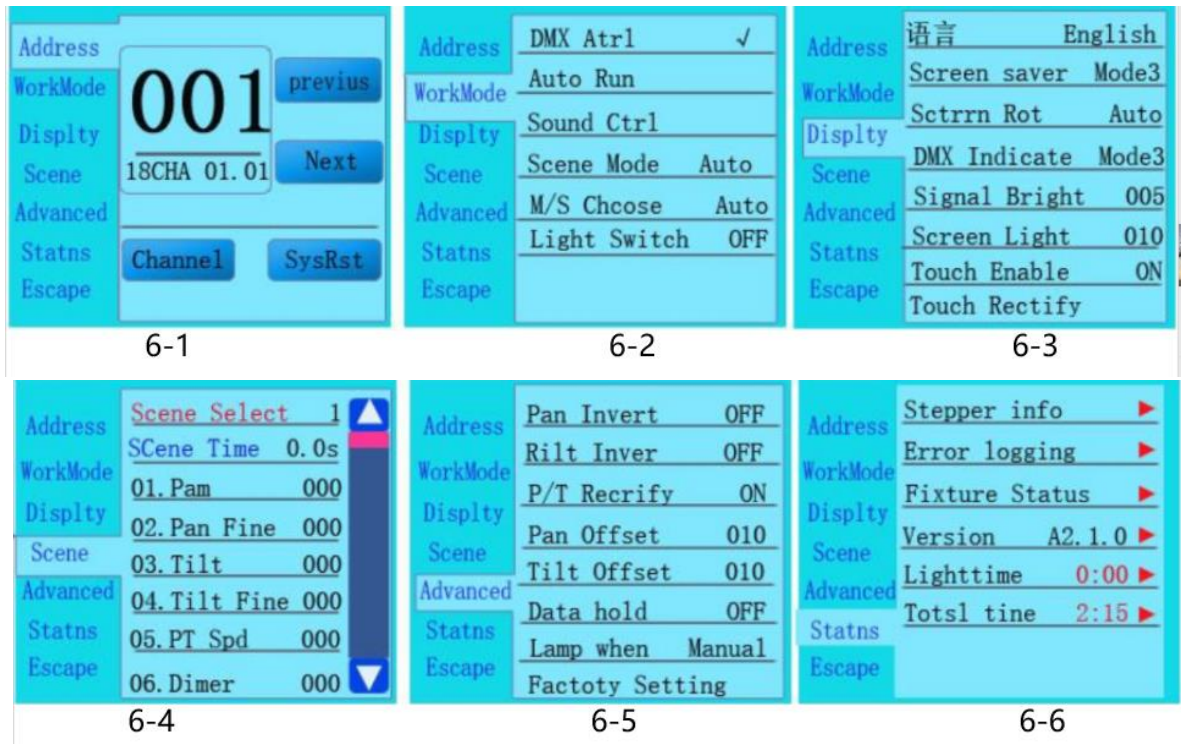 Address
WorkMode
Displty
Scene
Advanced
Statns
Escape
001
18CHA 01.01
previus
Next
Channel
SysRst
6-1
Address
WorkMode
Displty
Scene
Advanced
Statns
Escape
DMX Atrl √
Auto Run
Sound Ctrl
Scene Mode Auto
M/S Chcose Auto
Light Switch OFF
6-2
Address
WorkMode
Displty
Scene
Advanced
Statns
Escape
语言 English
Screen saver Mode3
Sctrrn Rot Auto
DMX Indicate Mode3
Signal Bright 005
Screen Light 010
Touch Enable ON
Touch Rectify
6-3
Address
WorkMode
Displty
Scene
Advanced
Statns
Escape
Scene Select 1
SCene Time 0.0s
01.Pam 000
02.Pan Fine 000
03.Tilt 000
04.Tilt Fine 000
05.PT Spd 000
06.Dimer 000
6-4
Address
WorkMode
Displty
Scene
Advanced
Statns
Escape
Pan Invert OFF
Rilt Inver OFF
P/T Recrify ON
Pan Offset 010
Tilt Offset 010
Data hold OFF
Lamp when Manual
Factoty Setting
6-5
Address
WorkMode
Displty
Scene
Advanced
Statns
Escape
Stepper info
Error logging
Fixture Status
Version A2.1.0
Lighttime 0:00
Totsl tine 2:15
6-6